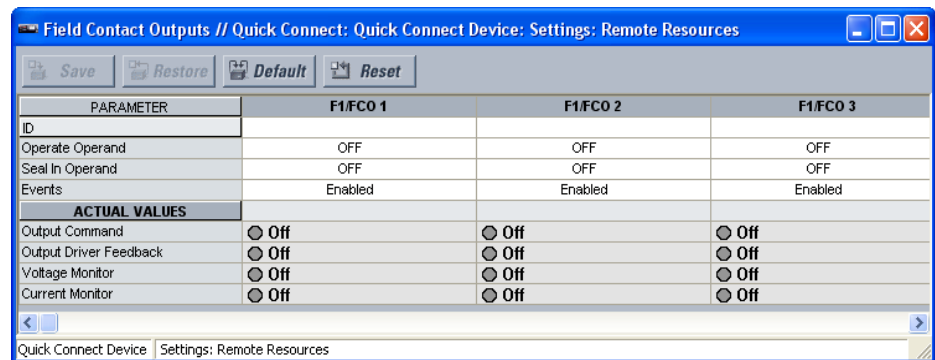 Field Contact Outputs // Quick Connect: Quick Connect Device: Settings: Remote Resources
Save Restore Default Reset
PARAMETER F1/FCO 1 F1/FCO 2 F1/FCO 3
ID
Operate Operand OFF OFF OFF
Seal In Operand OFF OFF OFF
Events Enabled Enabled Enabled
ACTUAL VALUES
Output Command Off Off Off
Output Driver Feedback Off Off Off
Voltage Monitor Off Off Off
Current Monitor Off Off Off
Quick Connect Device Settings: Remote Resources